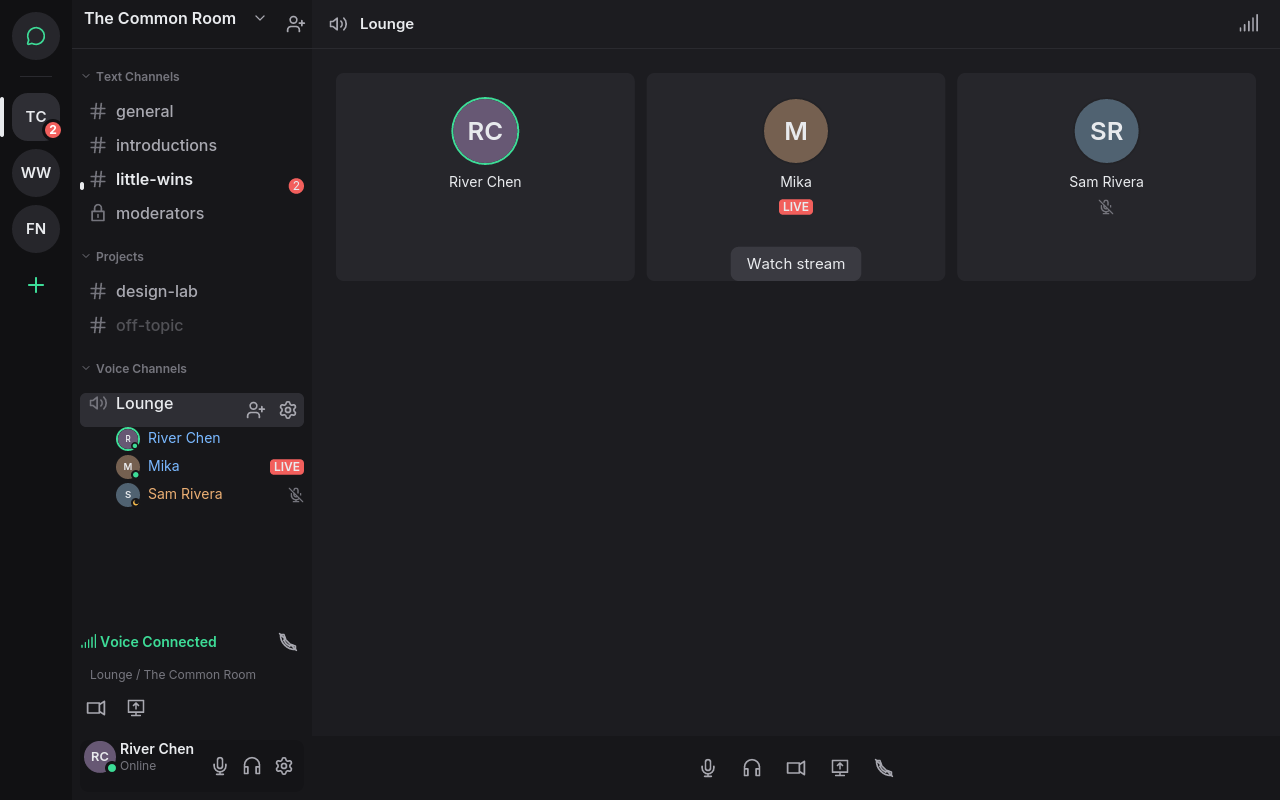 TC
2
WW
FN
The Common Room
Text Channels
general
introductions
little-wins
2
moderators
Projects
design-lab
off-topic
Voice Channels
Lounge
R
River Chen
M
Mika
LIVE
S
Sam Rivera
Voice Connected
Lounge / The Common Room
RC
River Chen
Online
Lounge
RC
River Chen
M
Mika
LIVE
Watch stream
SR
Sam Rivera